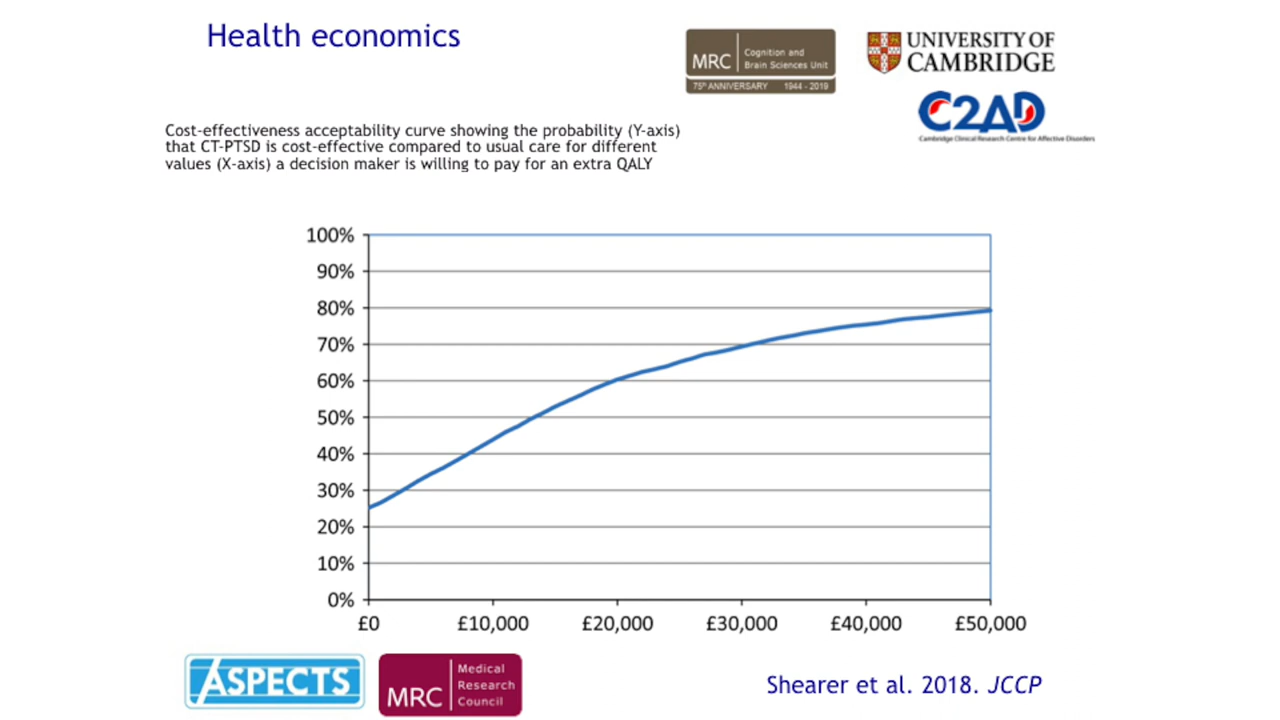 Health economics
MRC
Cognition and
Brain Sciences Unit
75th ANNIVERSARY 1944 - 2019
UNIVERSITY OF
CAMBRIDGE
C2AD
Cambridge Clinical Research Centre for Affective Disorders
Cost-effectiveness acceptability curve showing the probability (Y-axis)
that CT-PTSD is cost-effective compared to usual care for different
values (X-axis) a decision maker is willing to pay for an extra QALY
100%
90%
80%
70%
60%
50%
40%
30%
20%
10%
0%
£0 £10,000 £20,000 £30,000 £40,000 £50,000
ASPECTS
MRC
Medical
Research
Council
Shearer et al. 2018. JCCP